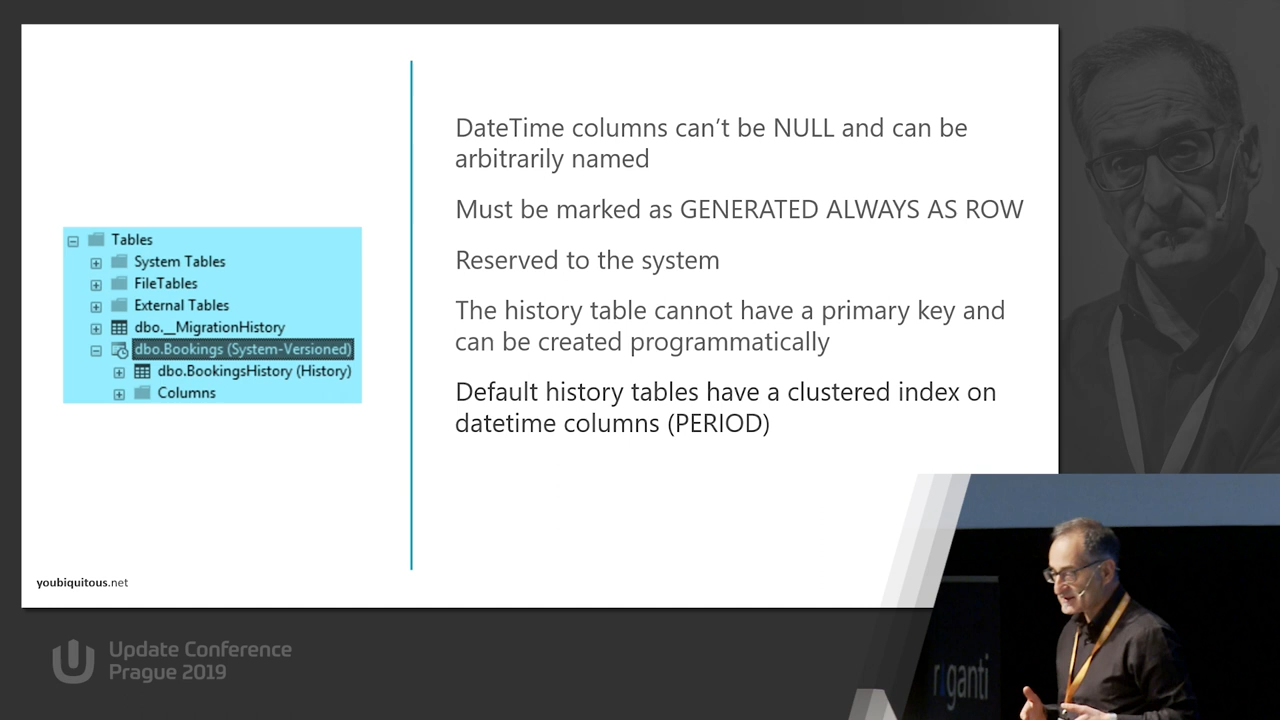 DateTime columns can’t be NULL and can be
arbitrarily named
Must be marked as GENERATED ALWAYS AS ROW
Reserved to the system
The history table cannot have a primary key and
can be created programmatically
Default history tables have a clustered index on
datetime columns (PERIOD)
Tables
System Tables
FileTables
External Tables
dbo.__MigrationHistory
dbo.Bookings (System-Versioned)
dbo.BookingsHistory (History)
Columns
youbiquitous.net
Update Conference
Prague 2019
riganti